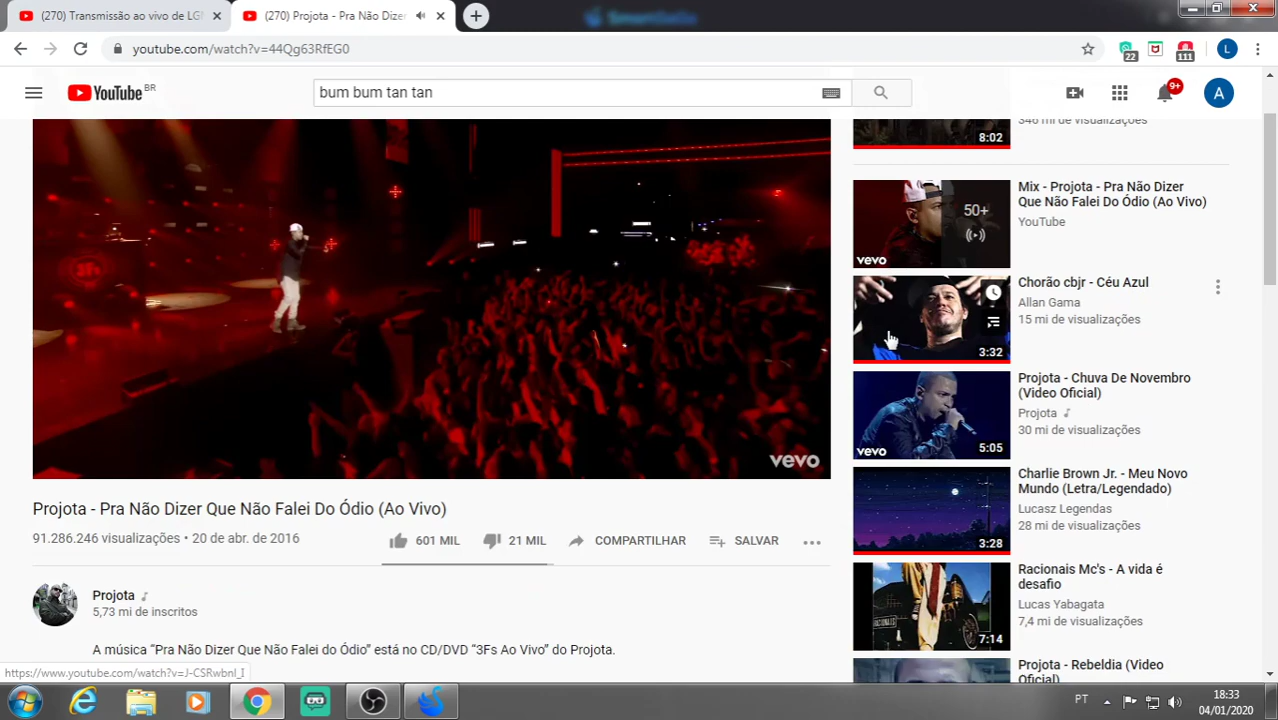 (270) Transmissão ao vivo de LGN
(270) Projota - Pra Não Dizer
SmartGaGa
youtube.com/watch?v=44Qg63RfEG0
22
111
L
YouTube BR
bum bum tan tan
9+
A
8:02
346 mi de visualizações
Mix - Projota - Pra Não Dizer
Que Não Falei Do Ódio (Ao Vivo)
YouTube
50+
vevo
Chorão cbjr - Céu Azul
Allan Gama
15 mi de visualizações
3:32
Projota - Chuva De Novembro
(Video Oficial)
Projota
30 mi de visualizações
vevo
5:05
Charlie Brown Jr. - Meu Novo
Mundo (Letra/Legendado)
Lucasz Legendas
28 mi de visualizações
3:28
Racionais Mc's - A vida é
desafio
Lucas Yabagata
7,4 mi de visualizações
7:14
Projota - Rebeldia (Video
Oficial)
3Fs
vevo
Projota - Pra Não Dizer Que Não Falei Do Ódio (Ao Vivo)
91.286.246 visualizações • 20 de abr. de 2016
601 MIL
21 MIL
COMPARTILHAR
SALVAR
Projota
5,73 mi de inscritos
A música “Pra Não Dizer Que Não Falei do Ódio” está no CD/DVD “3Fs Ao Vivo” do Projota.
https://www.youtube.com/watch?v=J-CSRwbnl_I
PT
18:33
04/01/2020